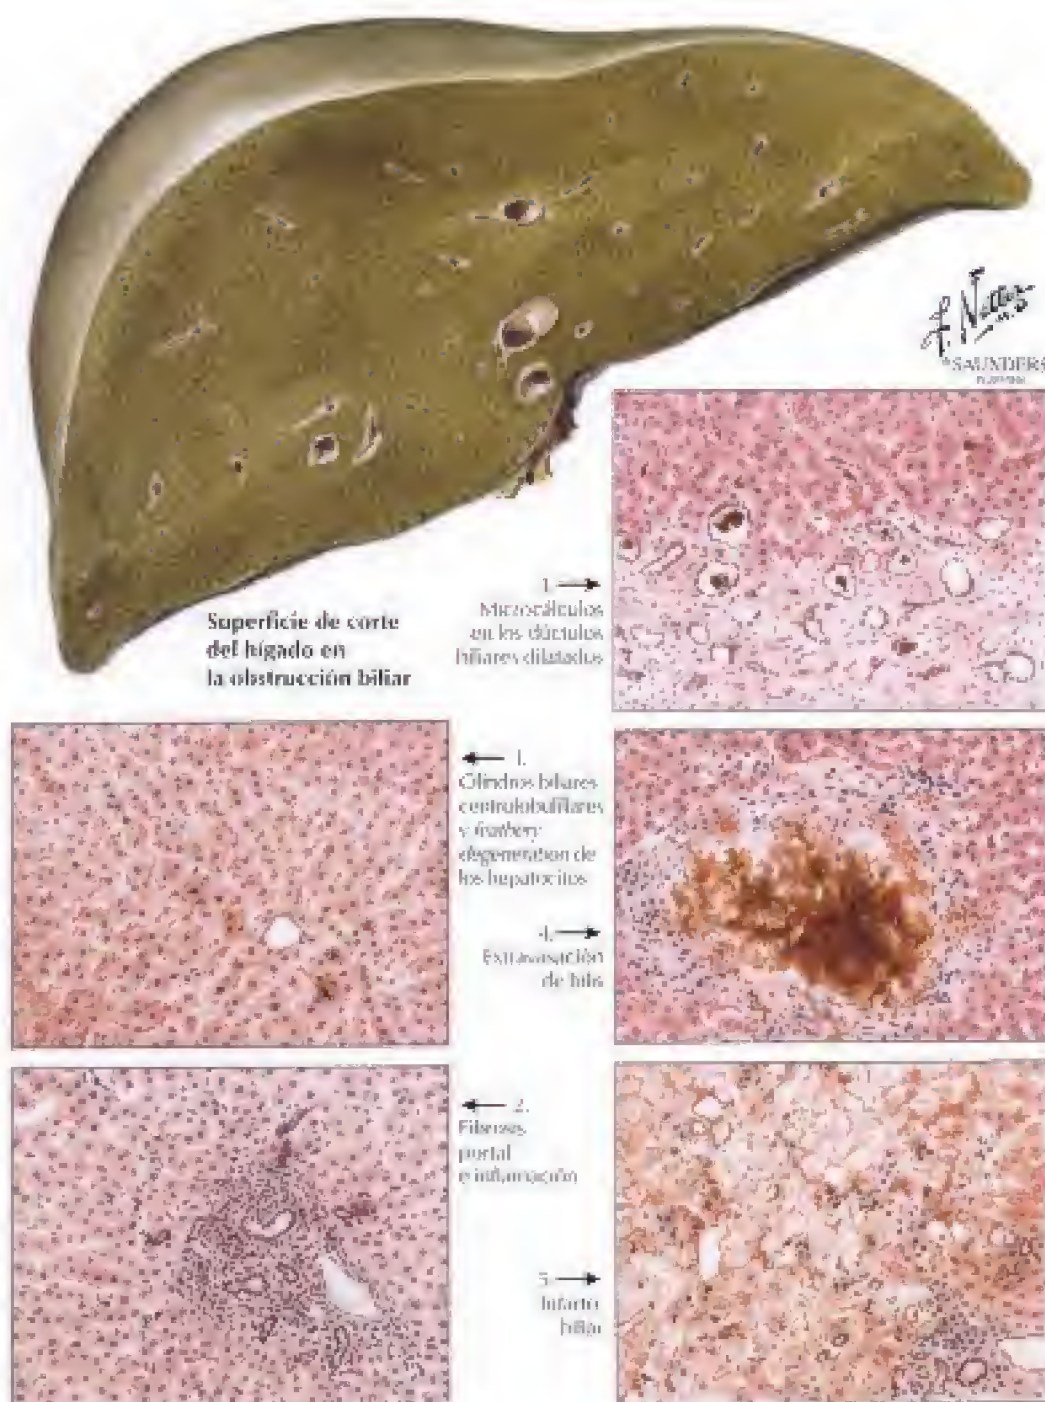 F. Netter
M.D.
SAUNDERS
Superficie de corte
del hígado en
la obstrucción biliar
Microcálculos
en los dúctulos
biliares dilatados
1.
Cilindros biliares
centrolobulillares
y feathery
degeneration de
los hepatocitos
4.
Extravasación
de bilis
2.
Fibrosis
portal
e inflamación
5.
Infarto
biliar